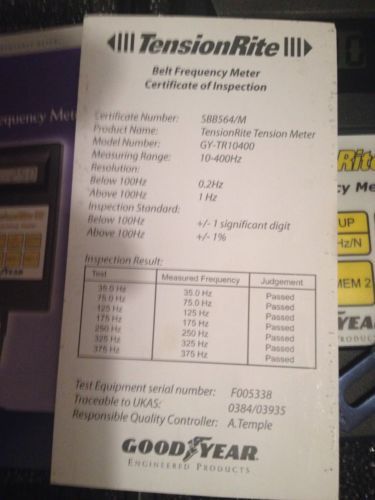 TensionRite
Belt Frequency Meter
Certificate of Inspection
Certificate Number: 5BB564/M
Product Name: TensionRite Tension Meter
Model Number: GY-TR10400
Measuring Range: 10-400Hz
Resolution:
Below 100Hz 0.2Hz
Above 100Hz 1 Hz
Inspection Standard:
Below 100Hz +/- 1 significant digit
Above 100Hz +/- 1%
Inspection Result:
Test Measured Frequency Judgement
35.0 Hz 35.0 Hz Passed
75.0 Hz 75.0 Hz Passed
125 Hz 125 Hz Passed
175 Hz 175 Hz Passed
250 Hz 250 Hz Passed
325 Hz 325 Hz Passed
375 Hz 375 Hz Passed
Test Equipment serial number: F005338
Traceable to UKAS: 0384/03935
Responsible Quality Controller: A.Temple
GOODYEAR
ENGINEERED PRODUCTS
equency Met
TensionRite
YEAR
Rite
cy Me
UP
Hz/N
MEM 2
YEA